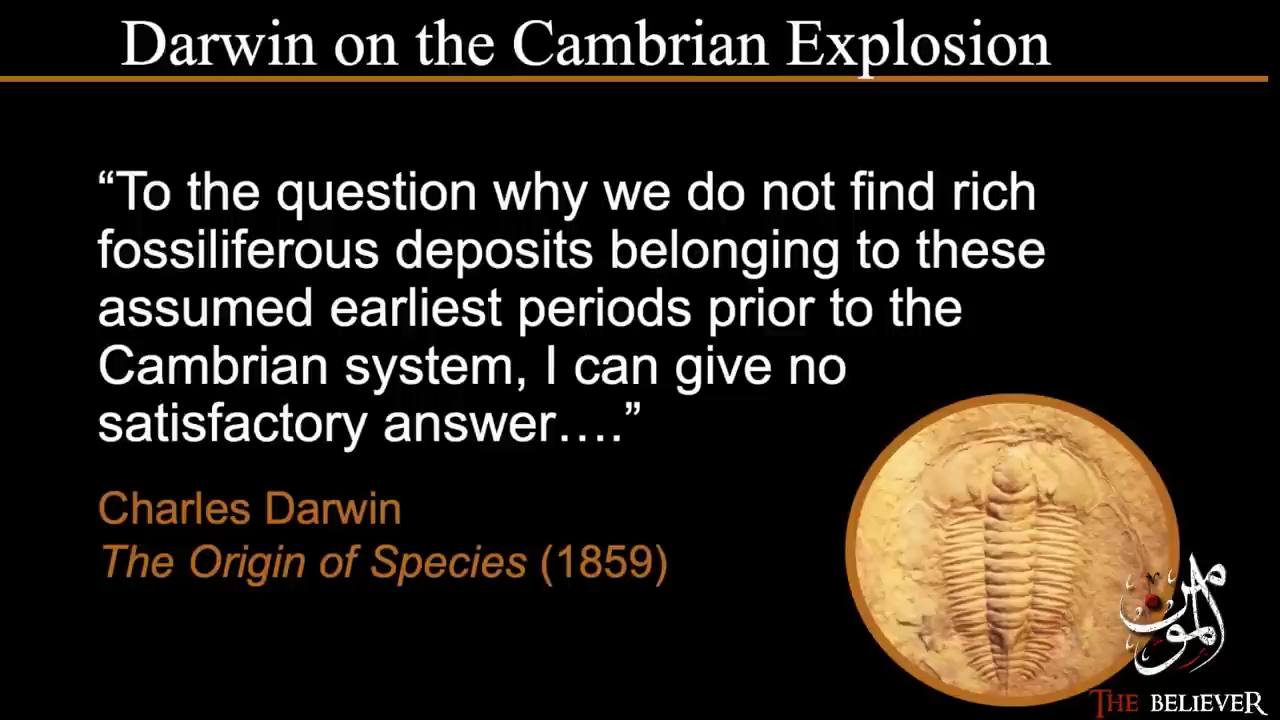 Darwin on the Cambrian Explosion
“To the question why we do not find rich
fossiliferous deposits belonging to these
assumed earliest periods prior to the
Cambrian system, I can give no
satisfactory answer….”
Charles Darwin
The Origin of Species (1859)
المؤمن
THE BELIEVER